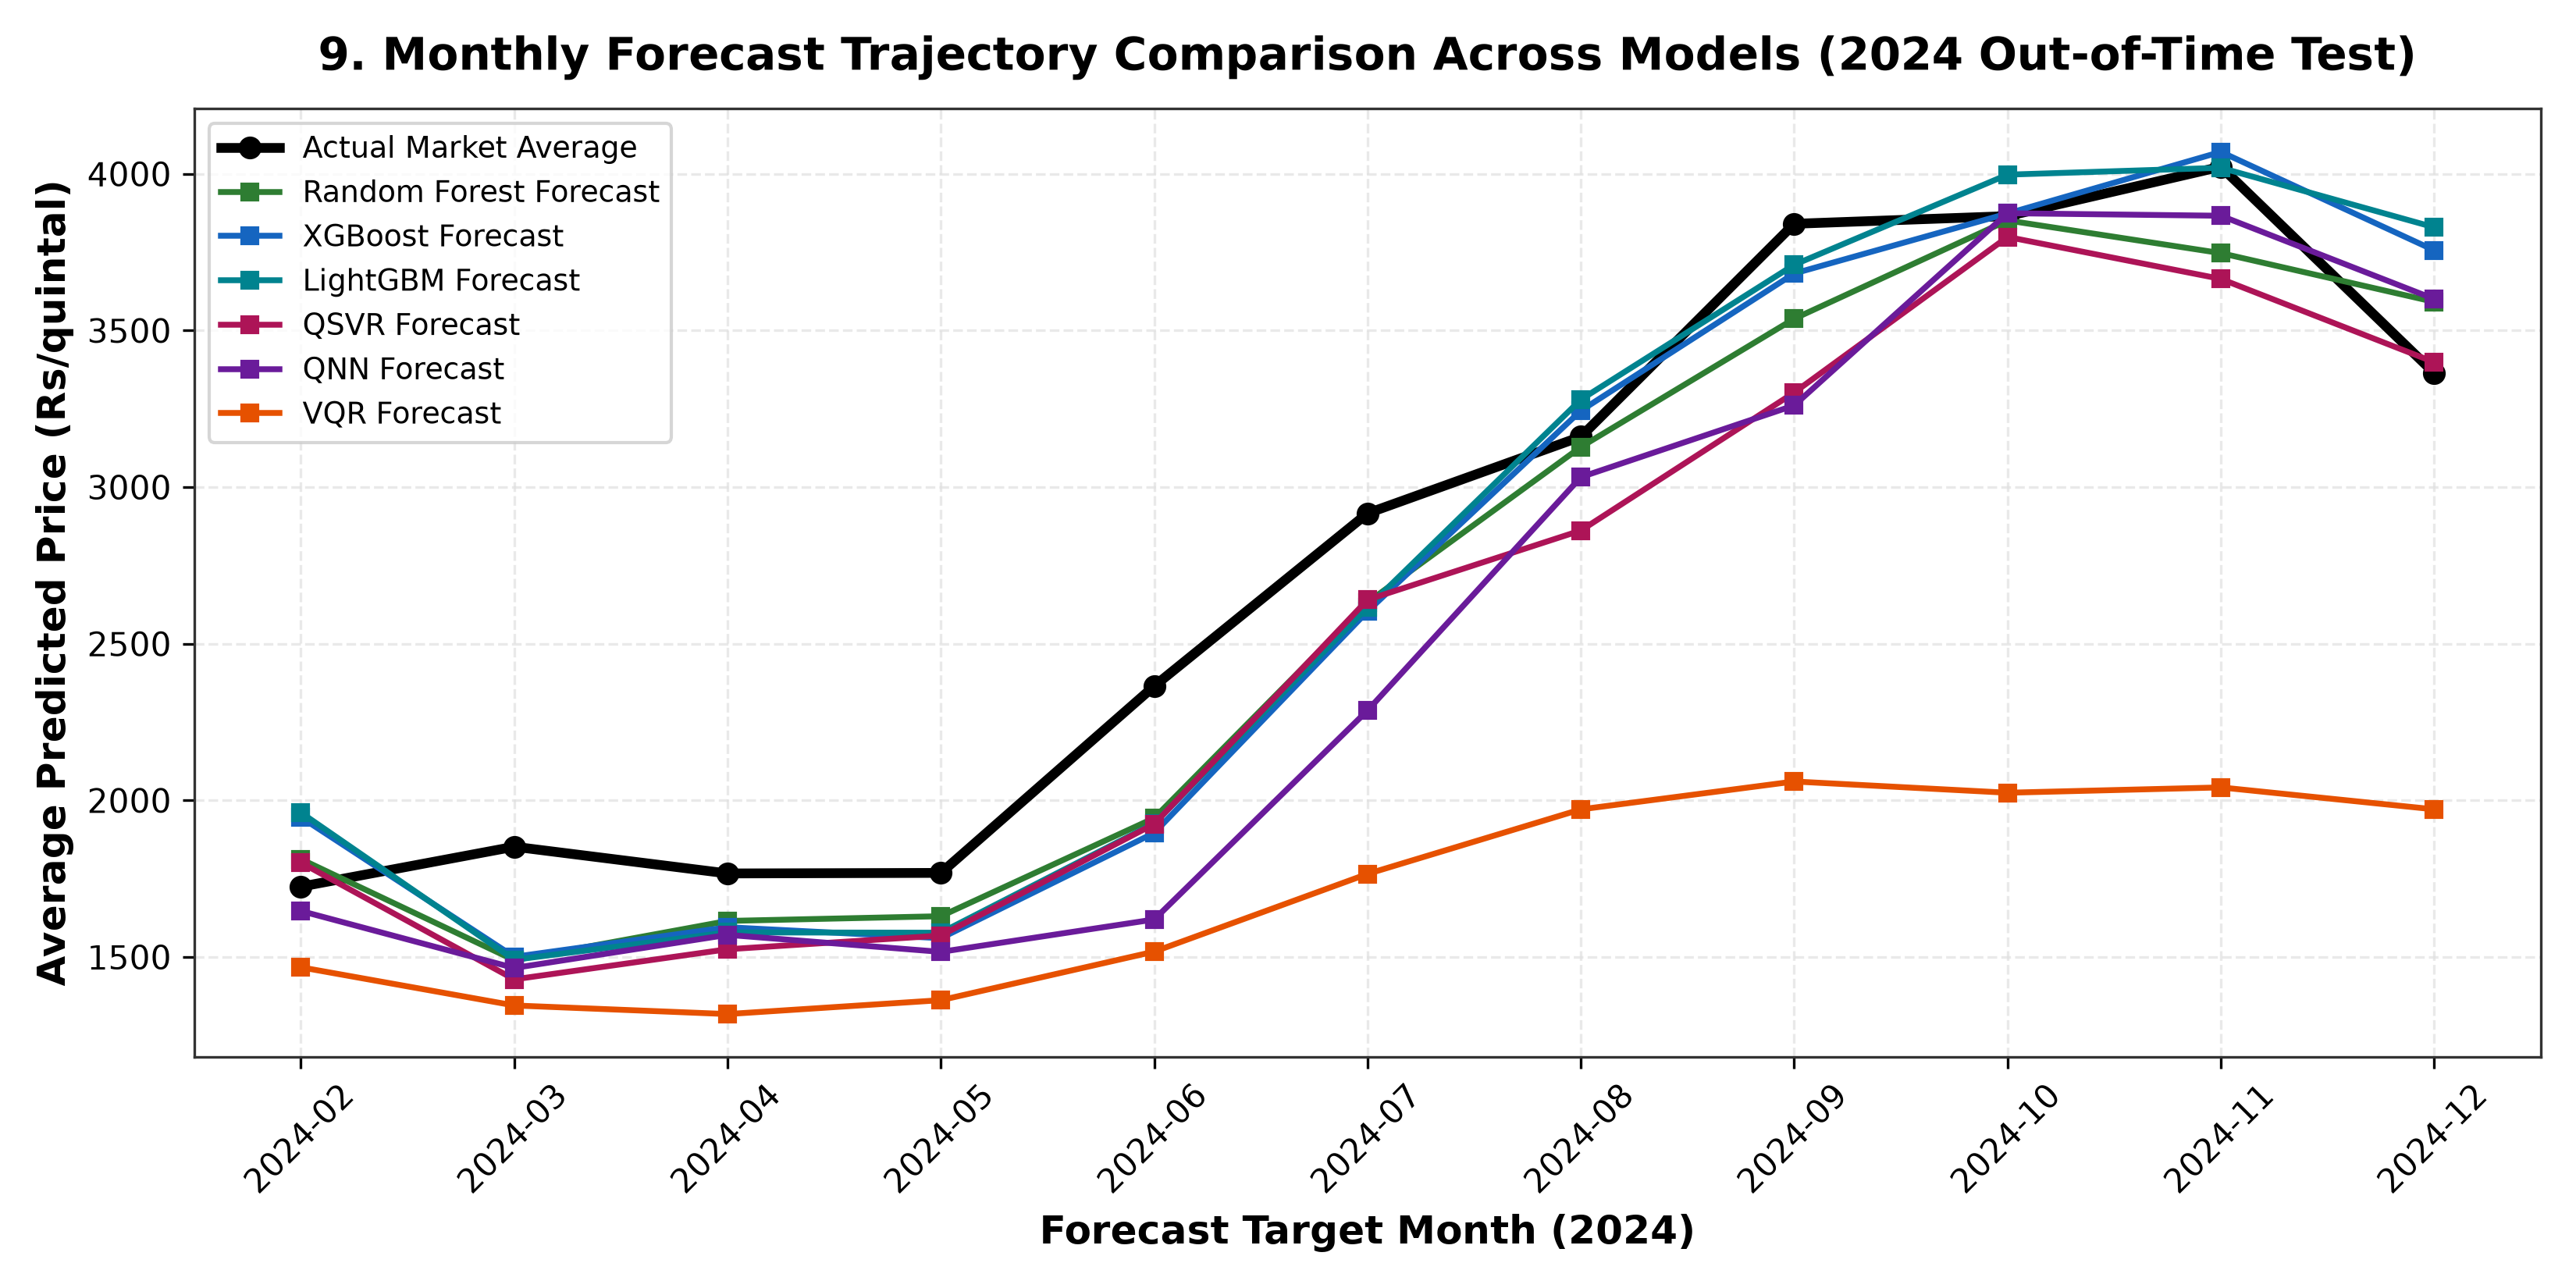 9. Monthly Forecast Trajectory Comparison Across Models (2024 Out-of-Time Test)
Actual Market Average
Random Forest Forecast
XGBoost Forecast
LightGBM Forecast
QSVR Forecast
QNN Forecast
VQR Forecast
Average Predicted Price (Rs/quintal)
4000
3500
3000
2500
2000
1500
2024-02
2024-03
2024-04
2024-05
2024-06
2024-07
2024-08
2024-09
2024-10
2024-11
2024-12
Forecast Target Month (2024)